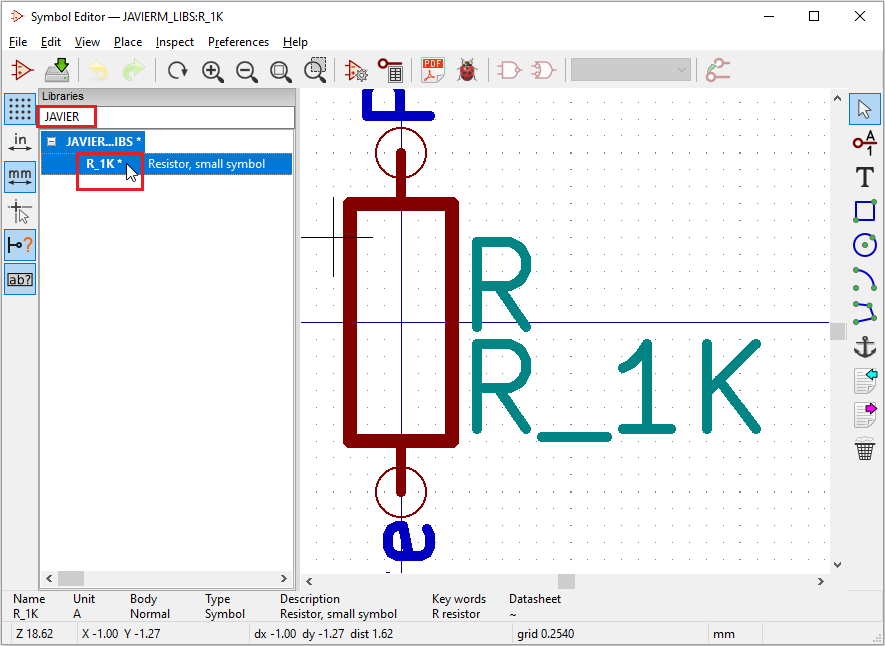 Symbol Editor — JAVIERM_LIBS:R_1K
File Edit View Place Inspect Preferences Help
PDF
Libraries
JAVIER
JAVIER...IBS *
R_1K * Resistor, small symbol
in
mm
?
ab?
R
R_1K
e
A
1
T
Name Unit Body Type Description Key words Datasheet
R_1K A Normal Symbol Resistor, small symbol R resistor ~
Z 18.62 X -1.00 Y -1.27 dx -1.00 dy -1.27 dist 1.62 grid 0.2540 mm